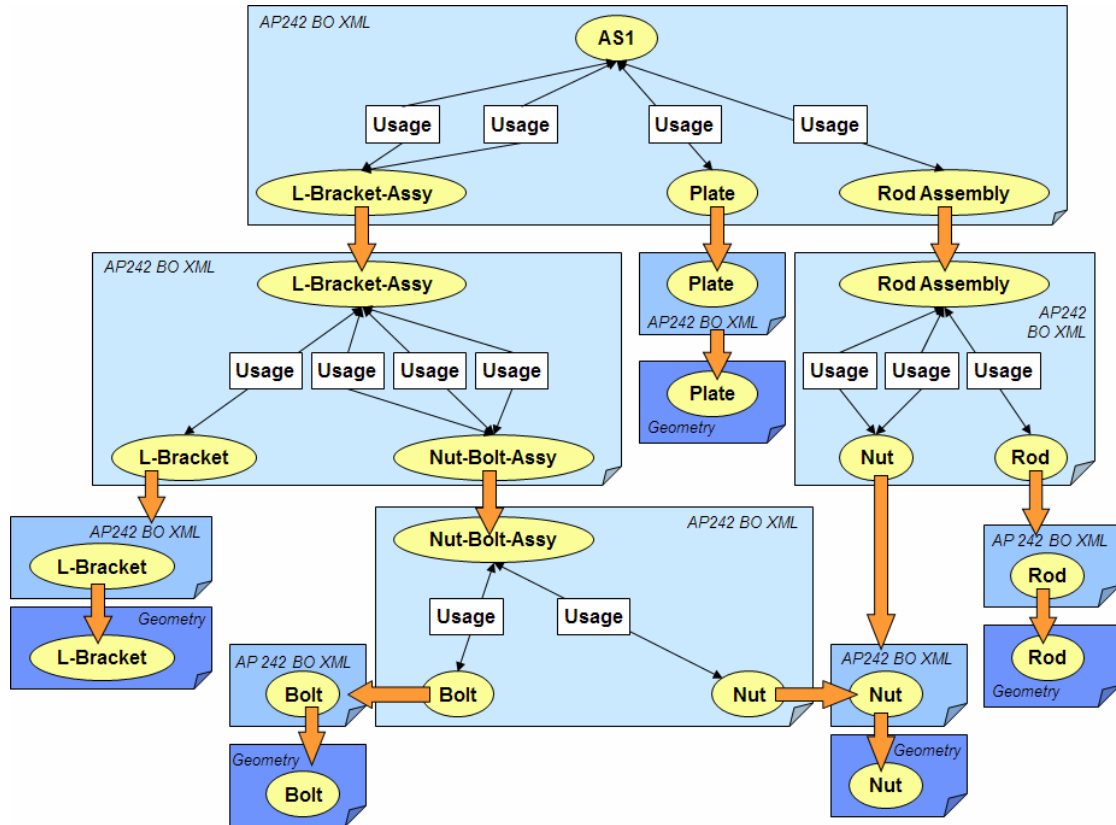 AP242 BO XML
AS1
Usage
Usage
Usage
Usage
L-Bracket-Assy
Plate
Rod Assembly
AP242 BO XML
L-Bracket-Assy
Plate
AP242 BO XML
Rod Assembly
AP242
BO XML
Usage
Usage
Usage
Usage
Usage
Usage
Usage
Plate
Geometry
L-Bracket
Nut-Bolt-Assy
Nut
Rod
AP242 BO XML
L-Bracket
Geometry
L-Bracket
AP242 BO XML
Nut-Bolt-Assy
Usage
Usage
Bolt
Nut
AP 242 BO XML
Rod
Rod
Geometry
AP 242 BO XML
Bolt
Geometry
Bolt
AP242 BO XML
Nut
Geometry
Nut